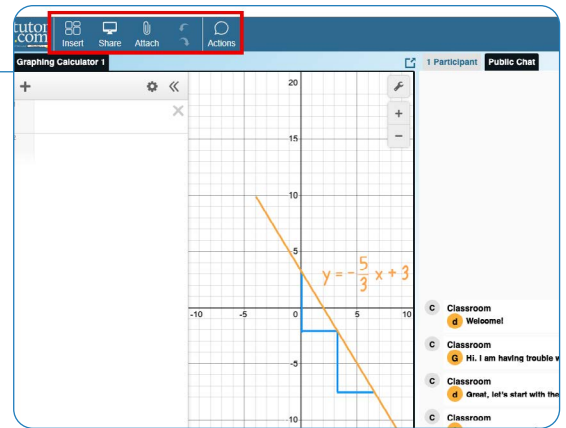 tutor
.com
Insert Share Attach Actions
Graphing Calculator 1
1 Participant Public Chat
20
15
10
5
-10 -5 0 5 10
-5
-10
y = -5/3 x + 3
C Classroom
d Welcome!
C Classroom
G Hi. I am having trouble
C Classroom
d Great, let's start with the
C Classroom